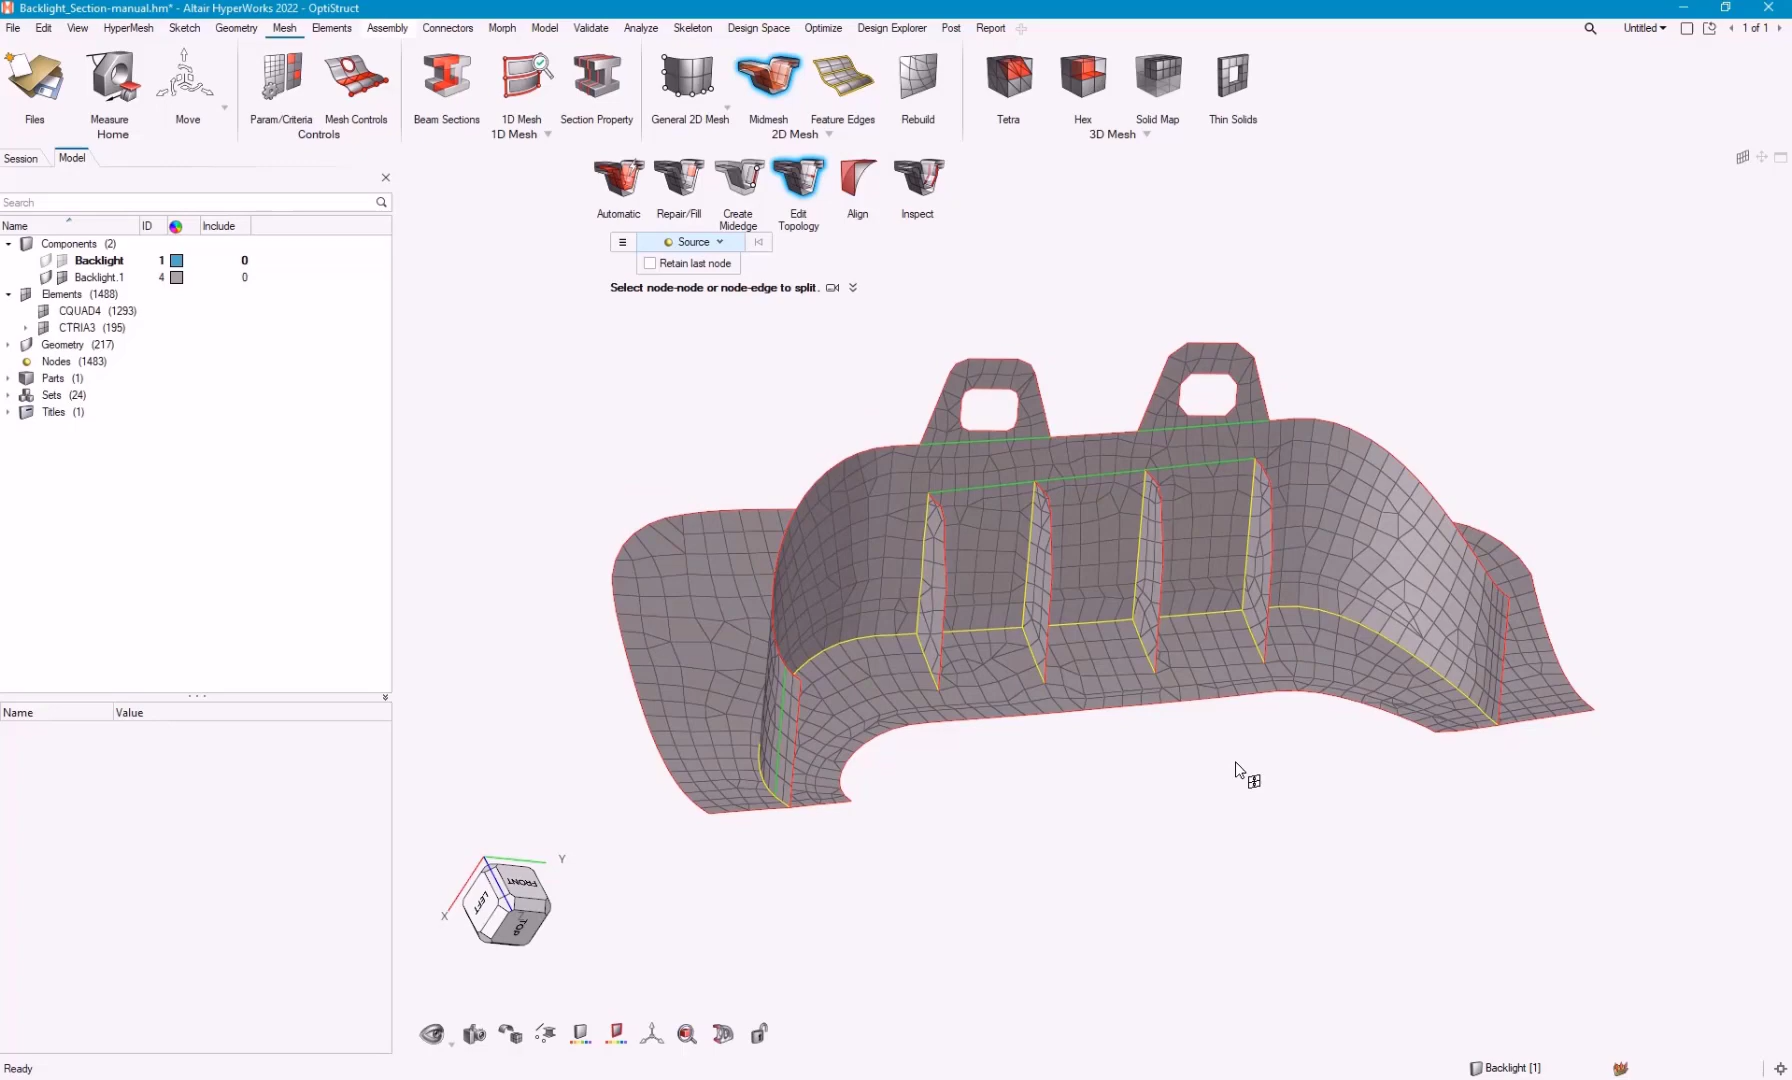 Backlight_Section-manual.hm* - Altair HyperWorks 2022 - OptiStruct
File Edit View HyperMesh Sketch Geometry Mesh Elements Assembly Connectors Morph Model Validate Analyze Skeleton Design Space Optimize Design Explorer Post Report Untitled 1 of 1
Files Measure Move Param/Criteria Mesh Controls Beam Sections 1D Mesh Section Property General 2D Mesh Midmesh Feature Edges Rebuild Tetra Hex Solid Map Thin Solids
Home Controls 1D Mesh 2D Mesh 3D Mesh
Session Model
Automatic Repair/Fill Create Midedge Edit Topology Align Inspect
Search
Name ID Include
Source
Components (2)
Backlight 1 0
Retain last node
Backlight.1 4 0
Select node-node or node-edge to split.
Elements (1488)
CQUAD4 (1293)
CTRIA3 (195)
Geometry (217)
Nodes (1483)
Parts (1)
Sets (24)
Titles (1)
Name Value
X Y
FRONT
LEFT
TOP
Ready Backlight [1]